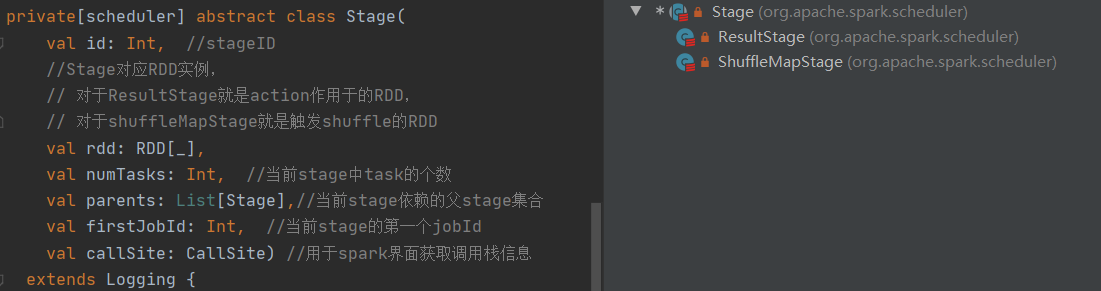 private[scheduler] abstract class Stage(
val id: Int,  //stageID
//Stage对应RDD实例，
// 对于ResultStage就是action作用于的RDD，
// 对于shuffleMapStage就是触发shuffle的RDD
val rdd: RDD[_],
val numTasks: Int,  //当前stage中task的个数
val parents: List[Stage],//当前stage依赖的父stage集合
val firstJobId: Int,  //当前stage的第一个jobId
val callSite: CallSite) //用于spark界面获取调用栈信息
extends Logging {
* Stage (org.apache.spark.scheduler)
ResultStage (org.apache.spark.scheduler)
ShuffleMapStage (org.apache.spark.scheduler)